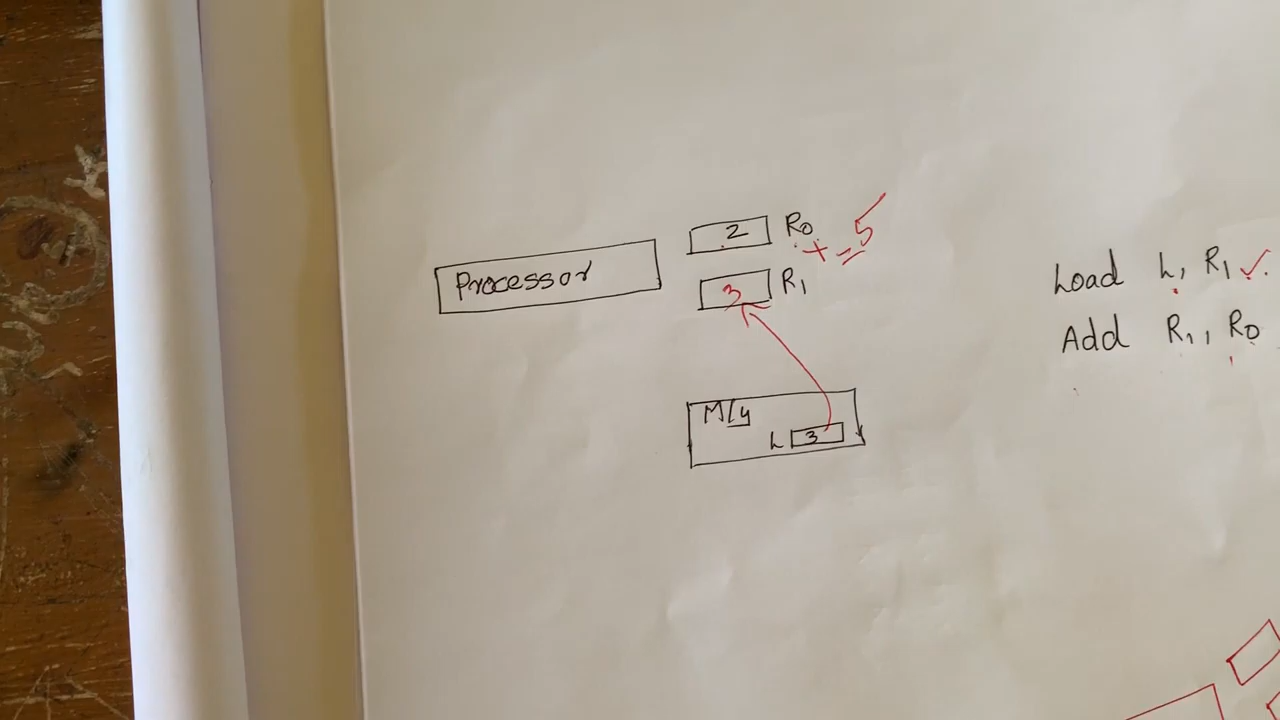 2 R0
+ = 5
Processor
3 R1
M/y
L 3
Load L, R1 ✓.
Add R1, R0